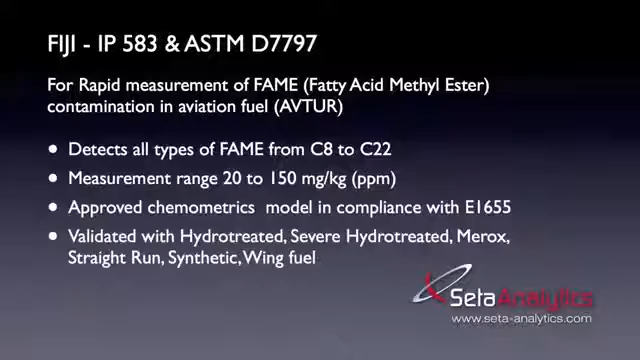 FIJI - IP 583 & ASTM D7797
For Rapid measurement of FAME (Fatty Acid Methyl Ester)
contamination in aviation fuel (AVTUR)
• Detects all types of FAME from C8 to C22
• Measurement range 20 to 150 mg/kg (ppm)
• Approved chemometrics model in compliance with E1655
• Validated with Hydrotreated, Severe Hydrotreated, Merox,
Straight Run, Synthetic, Wing fuel
Seta Analytics
www.seta-analytics.com